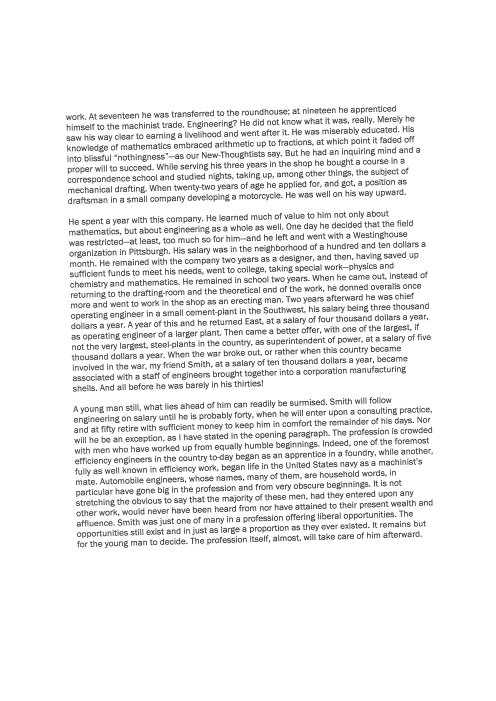 work. At seventeen he was transferred to the roundhouse; at nineteen he apprenticed
himself to the machinist trade. Engineering? He did not know what it was, really. Merely he
saw his way clear to earning a livelihood and went after it. He was miserably educated. His
knowledge of mathematics embraced arithmetic up to fractions, at which point it faded off
into blissful “nothingness”—as our New-Thoughtists say. But he had an inquiring mind and a
proper will to succeed. While serving his three years in the shop he bought a course in a
correspondence school and studied nights, taking up, among other things, the subject of
mechanical drafting. When twenty-two years of age he applied for, and got, a position as
draftsman in a small company developing a motorcycle. He was well on his way upward.
He spent a year with this company. He learned much of value to him not only about
mathematics, but about engineering as a whole as well. One day he decided that the field
was restricted—at least, too much so for him—and he left and went with a Westinghouse
organization in Pittsburgh. His salary was in the neighborhood of a hundred and ten dollars a
month. He remained with the company two years as a designer, and then, having saved up
sufficient funds to meet his needs, went to college, taking special work—physics and
chemistry and mathematics. He remained in school two years. When he came out, instead of
returning to the drafting-room and the theoretical end of the work, he donned overalls once
more and went to work in the shop as an erecting man. Two years afterward he was chief
operating engineer in a small cement-plant in the Southwest, his salary being three thousand
dollars a year. A year of this and he returned East, at a salary of four thousand dollars a year,
as operating engineer of a larger plant. Then came a better offer, with one of the largest, if
not the very largest, steel-plants in the country, as superintendent of power, at a salary of five
thousand dollars a year. When the war broke out, or rather when this country became
involved in the war, my friend Smith, at a salary of ten thousand dollars a year, became
associated with a staff of engineers brought together into a corporation manufacturing
shells. And all before he was barely in his thirties!
A young man still, what lies ahead of him can readily be surmised. Smith will follow
engineering on salary until he is probably forty, when he will enter upon a consulting practice,
and at fifty retire with sufficient money to keep him in comfort the remainder of his days. Nor
will he be an exception, as I have stated in the opening paragraph. The profession is crowded
with men who have worked up from equally humble beginnings. Indeed, one of the foremost
efficiency engineers in the country to-day began as an apprentice in a foundry, while another,
fully as well known in efficiency work, began life in the United States navy as a machinist's
mate. Automobile engineers, whose names, many of them, are household words, in
particular have gone big in the profession and from very obscure beginnings. It is not
stretching the obvious to say that the majority of these men, had they entered upon any
other work, would never have been heard from nor have attained to their present wealth and
affluence. Smith was just one of many in a profession offering liberal opportunities. The
opportunities still exist and in just as large a proportion as they ever existed. It remains but
for the young man to decide. The profession itself, almost, will take care of him afterward.